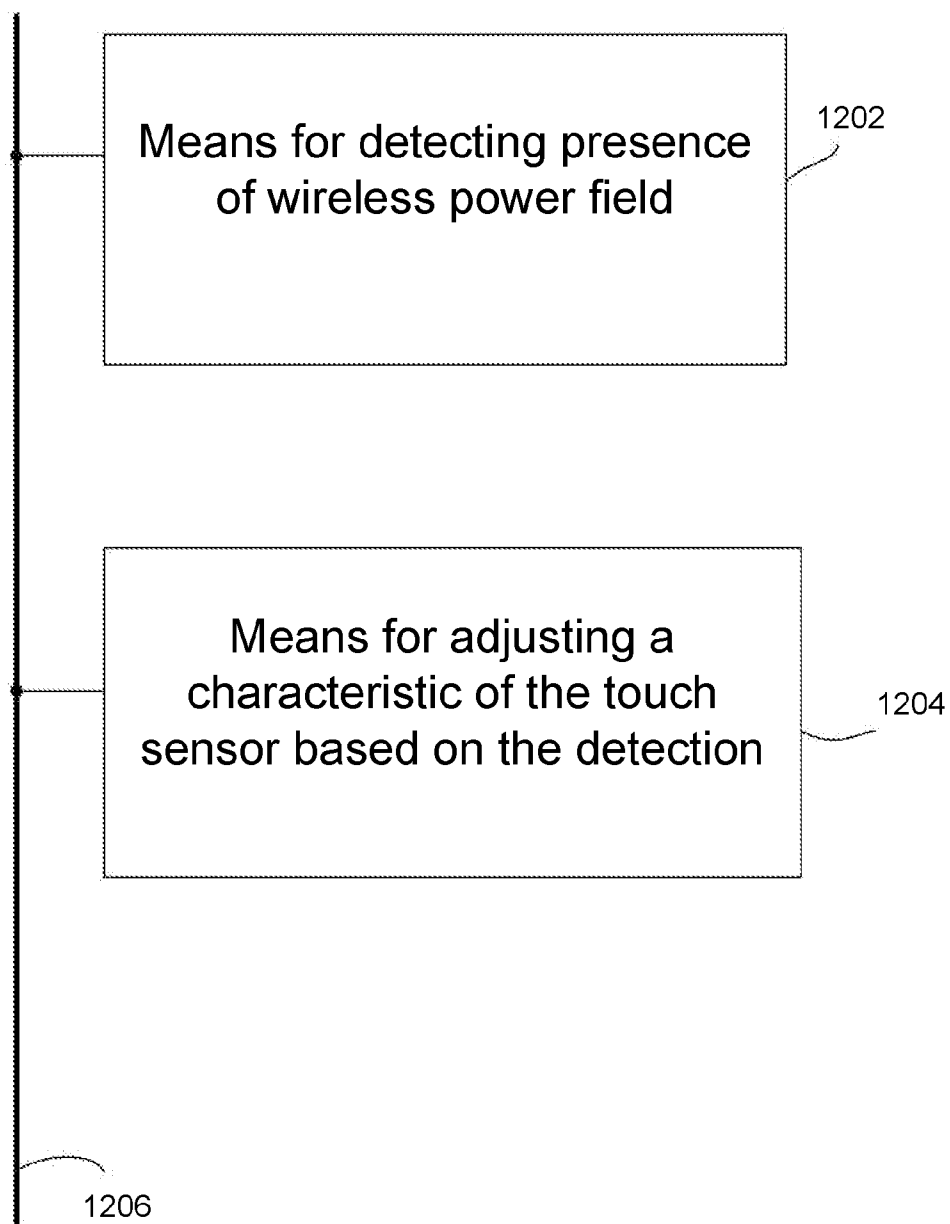 Means for detecting presence
of wireless power field
1202
Means for adjusting a
characteristic of the touch
sensor based on the detection
1204
1206